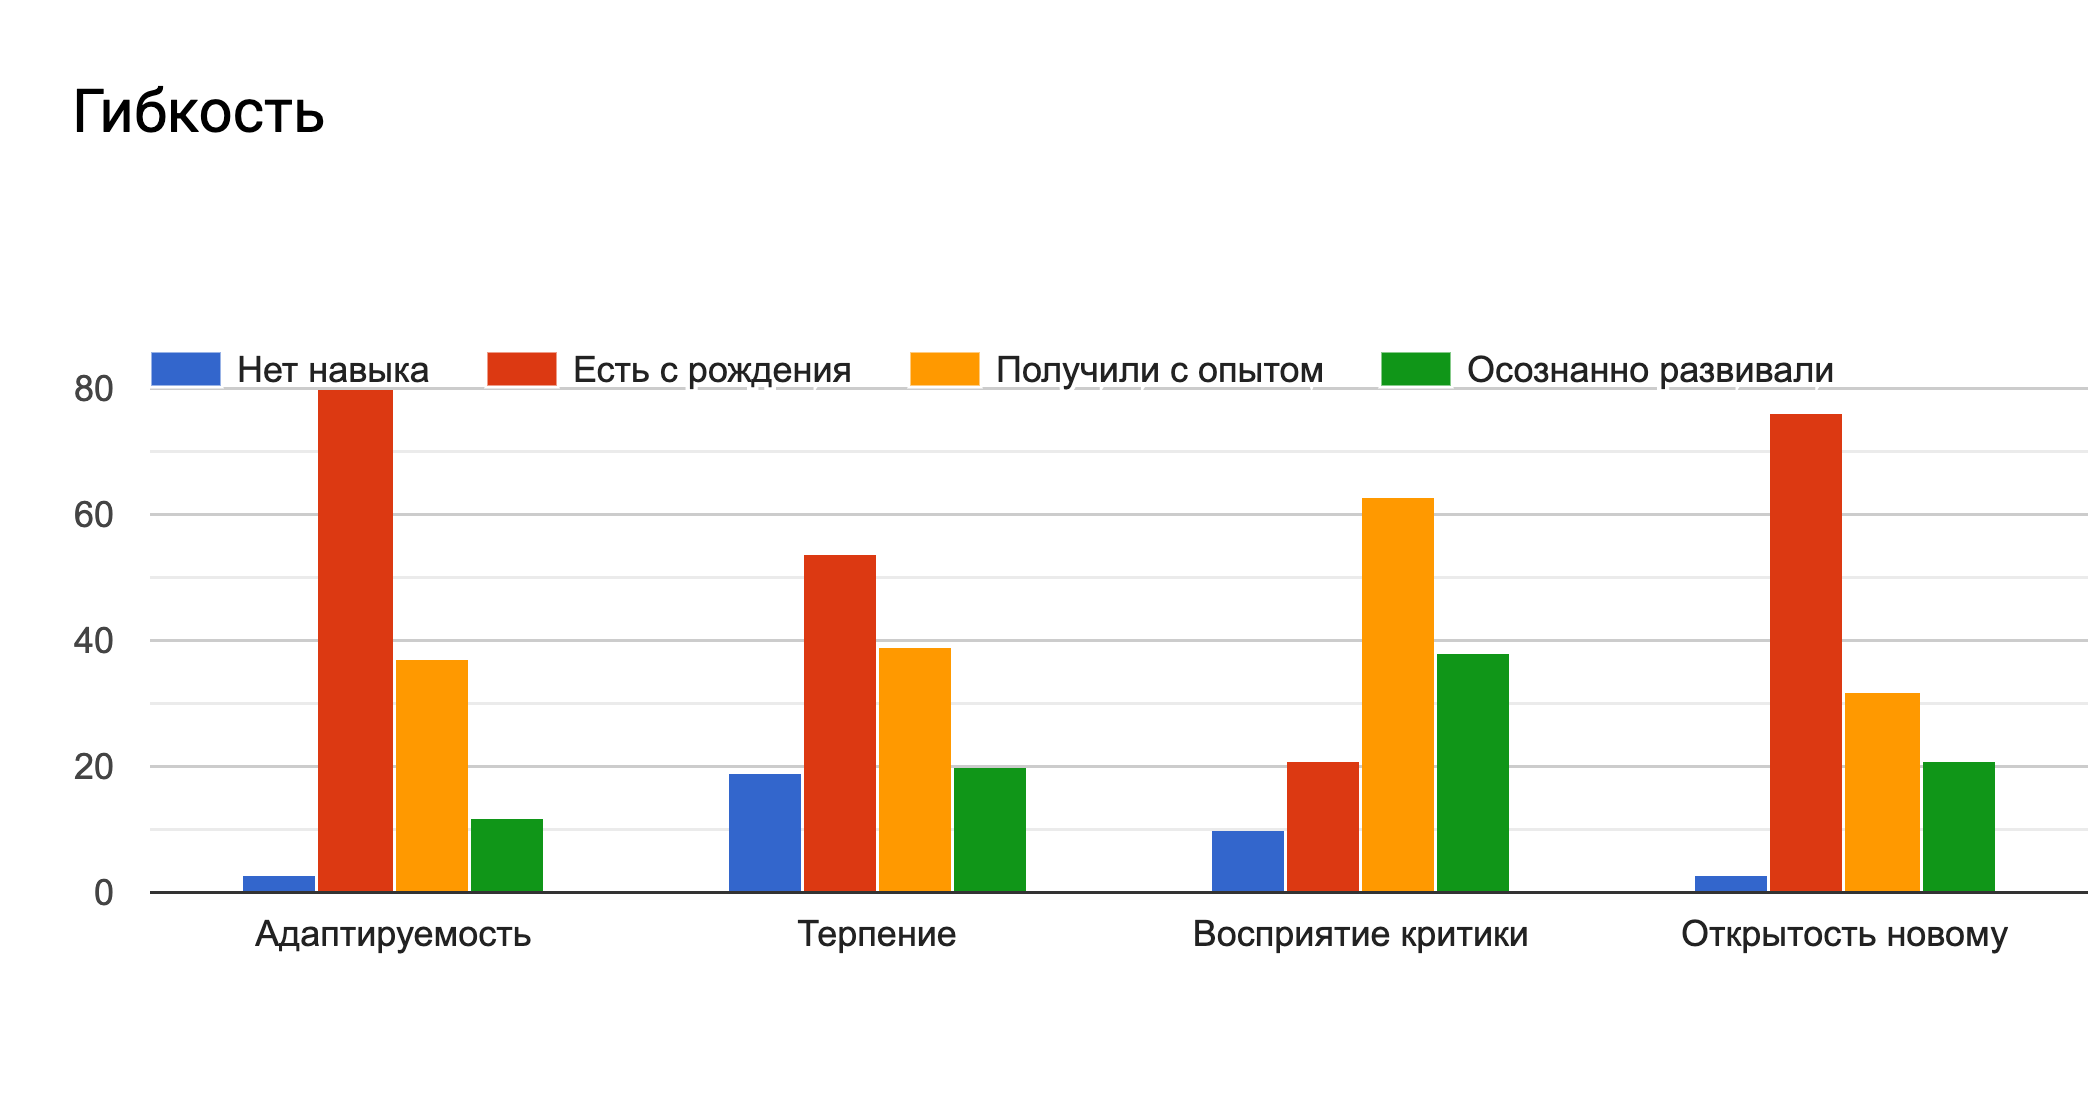 Гибкость
Нет навыка Есть с рождения Получили с опытом Осознанно развивали
80
60
40
20
0
Адаптируемость Терпение Восприятие критики Открытость новому